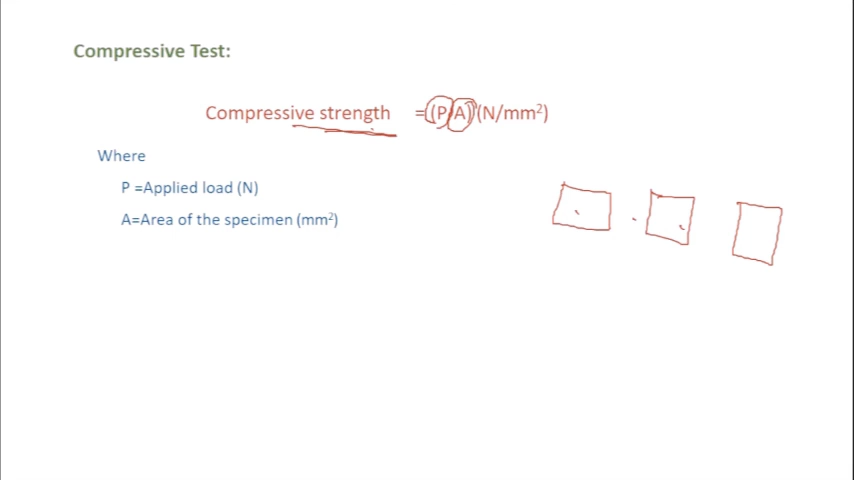 Compressive Test:
Compressive strength =(P/A) (N/mm²)
Where
P =Applied load (N)
A=Area of the specimen (mm²)